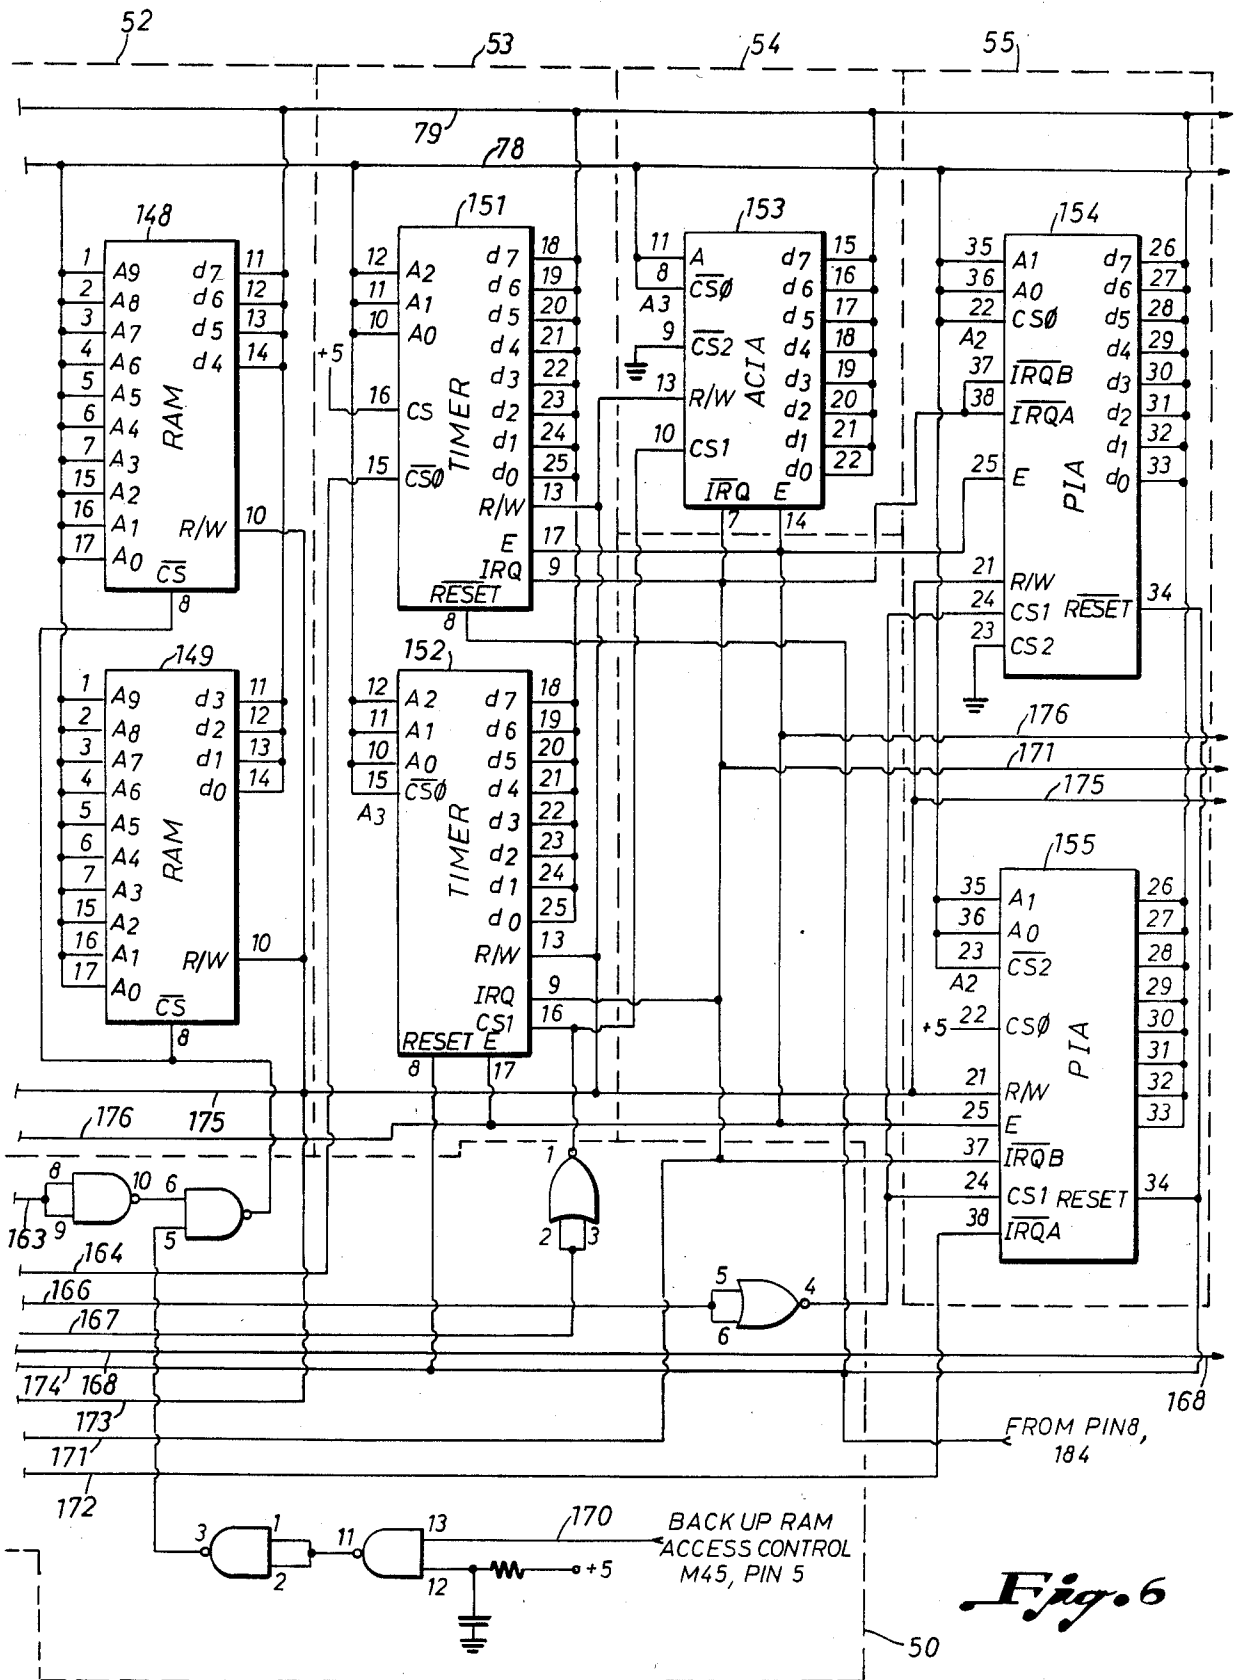 52
53
54
55
79
78
148
1 A9 d7 11
2 A8 d6 12
3 A7 d5 13
4 A6 d4 14
5 A5
6 A4
7 A3
15 A2
16 A1
17 A0
R/W 10
RAM
CS
8
149
1 A9 d3 11
2 A8 d2 12
3 A7 d1 13
4 A6 d0 14
5 A5
6 A4
7 A3
15 A2
16 A1
17 A0
R/W 10
RAM
CS
8
151
12 A2 d7 18
11 A1 d6 19
10 A0 d5 20
d4 21
+5
d3 22
16 CS d2 23
d1 24
15 CS̅0̅ d0 25
R/W 13
E 17
IRQ 9
TIMER
RESET
8
152
12 A2 d7 18
11 A1 d6 19
10 A0 d5 20
15 CS̅0̅ d4 21
A3
d3 22
d2 23
d1 24
d0 25
R/W 13
IRQ 9
CS1 16
TIMER
RESET E
8 17
153
11 A d7 15
8 CS̅0̅ d6 16
A3
d5 17
9 CS̅2̅ d4 18
d3 19
13 R/W d2 20
d1 21
10 CS1 d0 22
ACIA
IRQ E
7 14
154
35 A1 d7 26
36 A0 d6 27
22 CSØ d5 28
A2
d4 29
37 IRQB d3 30
38 IRQA d2 31
d1 32
25 E d0 33
PIA
21 R/W
24 CS1 RESET 34
23 CS2
176
171
175
155
35 A1 26
36 A0 27
23 CS̅2̅ 28
A2
29
+5 22 CSØ 30
31
21 R/W 32
25 E 33
PIA
37 IRQB
24 CS1 RESET 34
38 IRQA
175
176
8 10 6
163 9 5
1
2 3
164
166
5 4
6
167
174 168
168
173
171
172
FROM PIN8,
184
3 1 11 13
2 12
170
BACK UP RAM
ACCESS CONTROL
M45, PIN 5
+5
50
Fig. 6